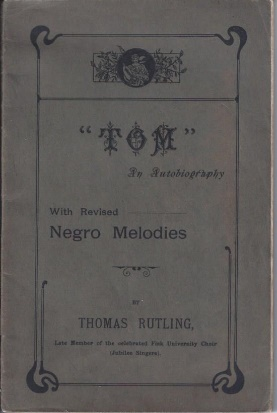 "TOM"
An Autobiography
With Revised
Negro Melodies
BY
THOMAS RUTLING,
Late Member of the celebrated Fisk University Choir
(Jubilee Singers).